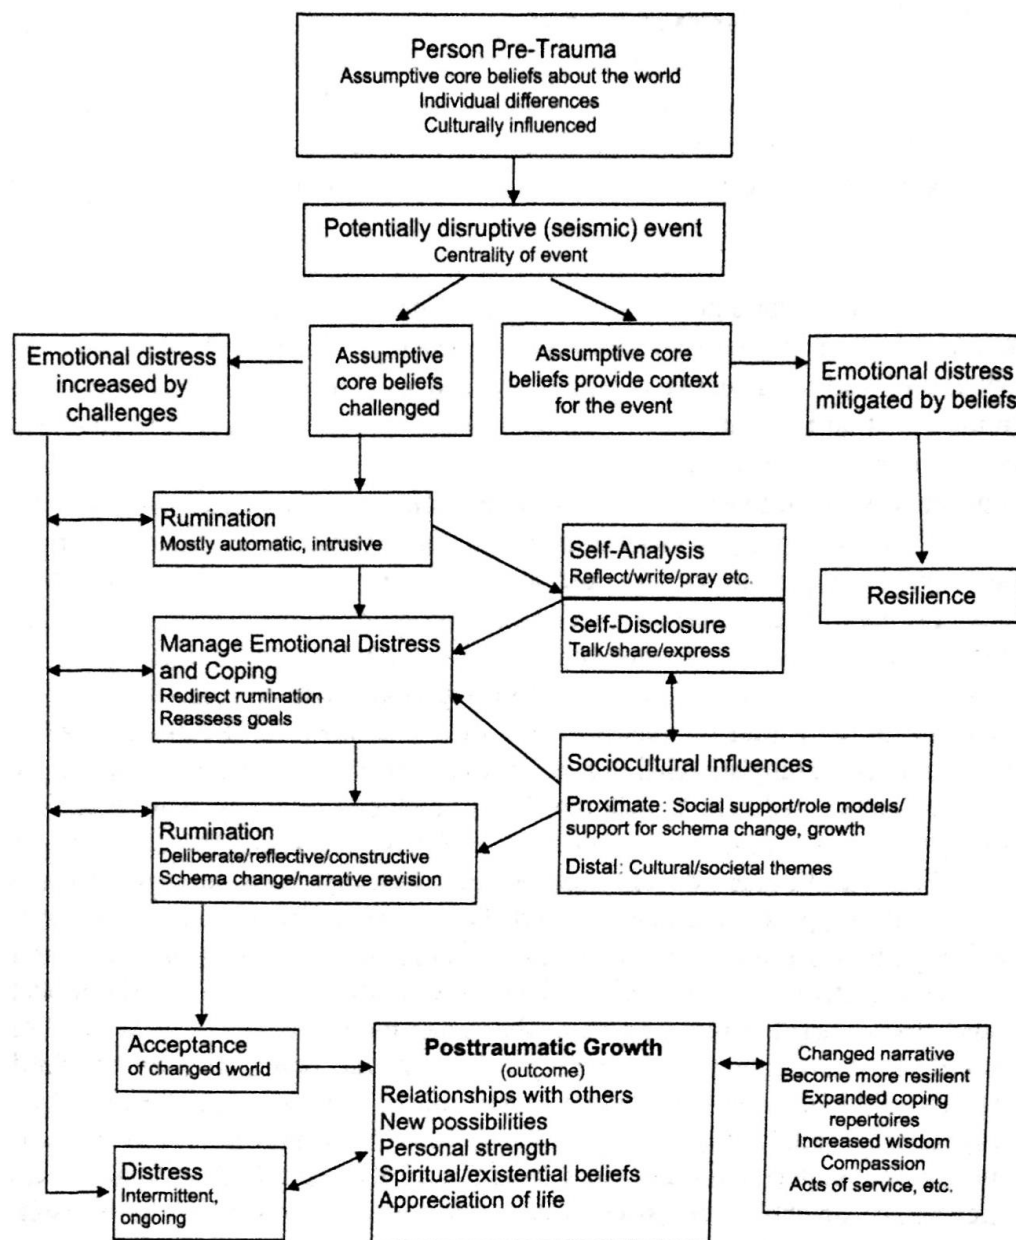 Person Pre-Trauma
Assumptive core beliefs about the world
Individual differences
Culturally influenced
Potentially disruptive (seismic) event
Centrality of event
Emotional distress
increased by
challenges
Assumptive
core beliefs
challenged
Assumptive core
beliefs provide context
for the event
Emotional distress
mitigated by beliefs
Rumination
Mostly automatic, intrusive
Self-Analysis
Reflect/write/pray etc.
Self-Disclosure
Talk/share/express
Resilience
Manage Emotional Distress
and Coping
Redirect rumination
Reassess goals
Sociocultural Influences
Proximate: Social support/role models/
support for schema change, growth
Distal: Cultural/societal themes
Rumination
Deliberate/reflective/constructive
Schema change/narrative revision
Acceptance
of changed world
Posttraumatic Growth
(outcome)
Relationships with others
New possibilities
Personal strength
Spiritual/existential beliefs
Appreciation of life
Changed narrative
Become more resilient
Expanded coping
repertoires
Increased wisdom
Compassion
Acts of service, etc.
Distress
Intermittent,
ongoing